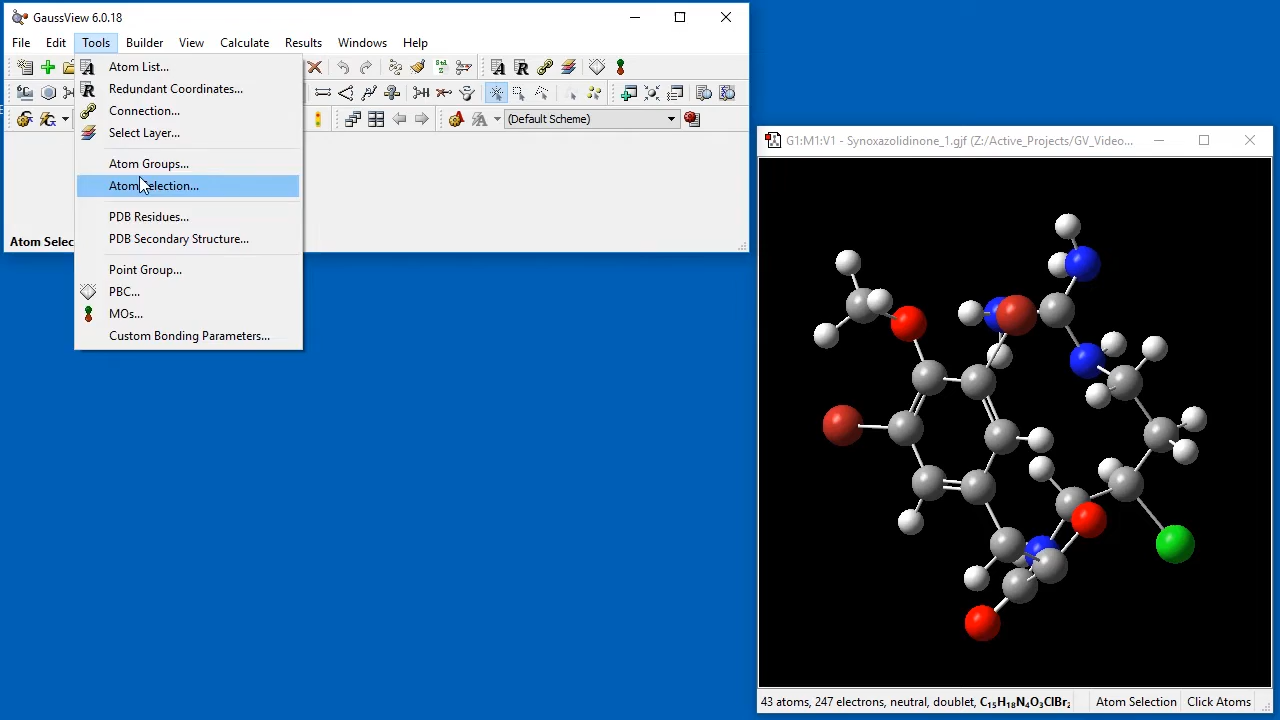 GaussView 6.0.18
File Edit Tools Builder View Calculate Results Windows Help
Atom List...
Redundant Coordinates...
Connection...
Select Layer...
(Default Scheme)
Atom Groups...
Atom Selection...
PDB Residues...
PDB Secondary Structure...
Atom Selec
Point Group...
PBC...
MOs...
Custom Bonding Parameters...
G1:M1:V1 - Synoxazolidinone_1.gjf (Z:/Active_Projects/GV_Video...
43 atoms, 247 electrons, neutral, doublet, C₁₅H₁₈N₄O₃ClBr₂ Atom Selection Click Atoms